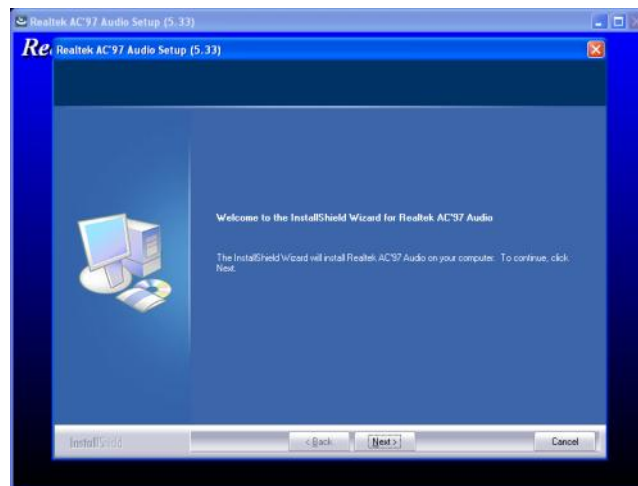 Realtek AC'97 Audio Setup (5.33)
Realtek AC'97 Audio Setup (5.33)
Welcome to the InstallShield Wizard for Realtek AC'97 Audio
The InstallShield Wizard will install Realtek AC'97 Audio on your computer. To continue, click
Next.
InstallShield
< Back
Next >
Cancel